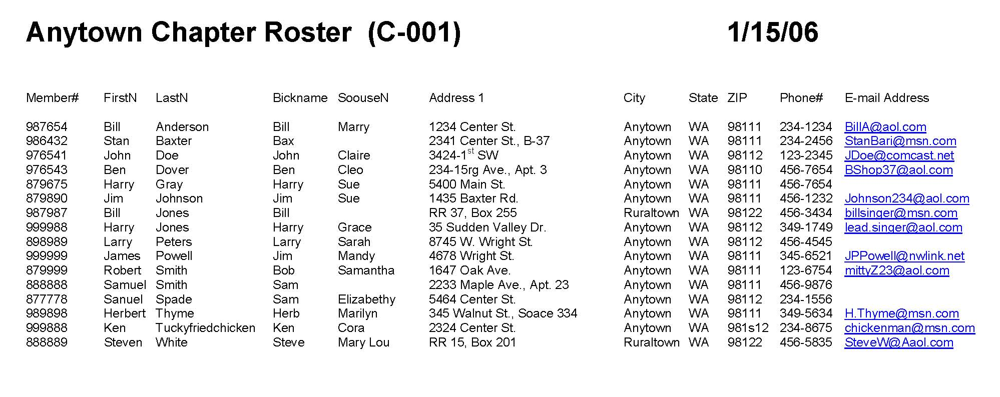 Anytown Chapter Roster (C-001) 1/15/06
Member# FirstN LastN Bickname SoouseN Address 1 City State ZIP Phone# E-mail Address
987654 Bill Anderson Bill Marry 1234 Center St. Anytown WA 98111 234-1234 BillA@aol.com
986432 Stan Baxter Bax 2341 Center St., B-37 Anytown WA 98111 234-2456 StanBari@msn.com
976541 John Doe John Claire 3424-1st SW Anytown WA 98112 123-2345 JDoe@comcast.net
976543 Ben Dover Ben Cleo 234-15rg Ave., Apt. 3 Anytown WA 98110 456-7654 BShop37@aol.com
879675 Harry Gray Harry Sue 5400 Main St. Anytown WA 98111 456-7654
879890 Jim Johnson Jim Sue 1435 Baxter Rd. Anytown WA 98111 456-1232 Johnson234@aol.com
987987 Bill Jones Bill RR 37, Box 255 Ruraltown WA 98122 456-3434 billsinger@msn.com
999988 Harry Jones Harry Grace 35 Sudden Valley Dr. Anytown WA 98112 349-1749 lead.singer@aol.com
898989 Larry Peters Larry Sarah 8745 W. Wright St. Anytown WA 98112 456-4545
999999 James Powell Jim Mandy 4678 Wright St. Anytown WA 98111 345-6521 JPPowell@nwlink.net
879999 Robert Smith Bob Samantha 1647 Oak Ave. Anytown WA 98111 123-6754 mittyZ23@aol.com
888888 Samuel Smith Sam 2233 Maple Ave., Apt. 23 Anytown WA 98111 456-9876
877778 Sanuel Spade Sam Elizabethy 5464 Center St. Anytown WA 98112 234-1556
989898 Herbert Thyme Herb Marilyn 345 Walnut St., Soace 334 Anytown WA 98111 349-5634 H.Thyme@msn.com
999888 Ken Tuckyfriedchicken Ken Cora 2324 Center St. Anytown WA 981s12 234-8675 chickenman@msn.com
888889 Steven White Steve Mary Lou RR 15, Box 201 Ruraltown WA 98122 456-5835 SteveW@Aaol.com